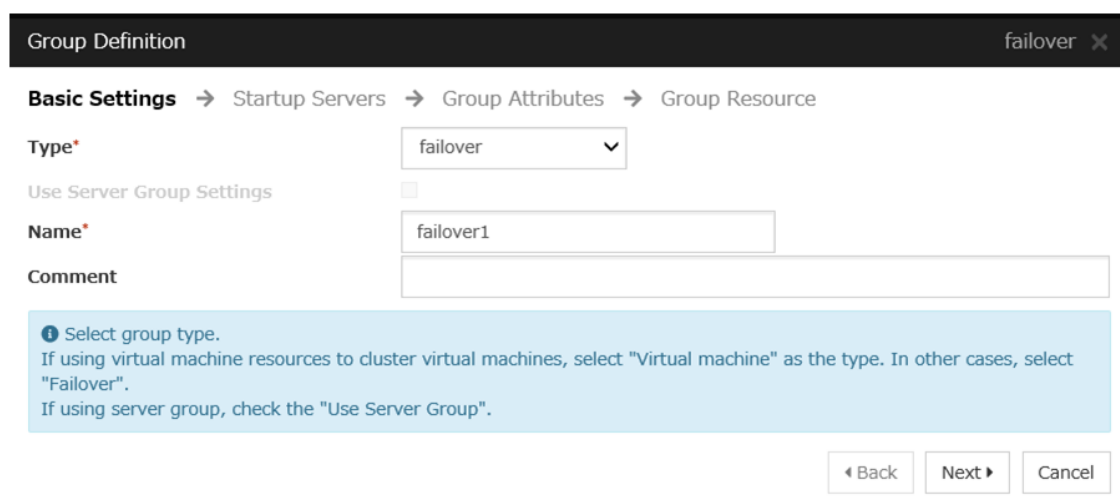 Group Definition failover
Basic Settings → Startup Servers → Group Attributes → Group Resource
Type* failover
Use Server Group Settings
Name* failover1
Comment
Select group type.
If using virtual machine resources to cluster virtual machines, select "Virtual machine" as the type. In other cases, select
"Failover".
If using server group, check the "Use Server Group".
Back Next Cancel